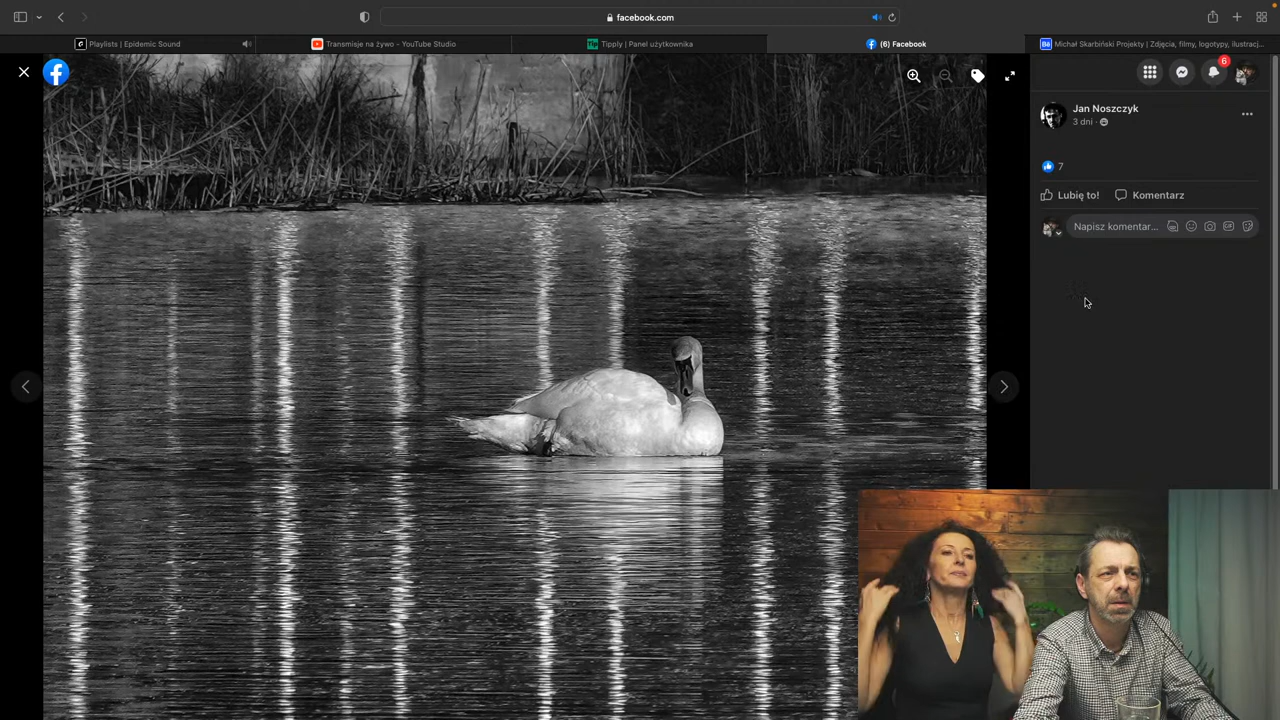 facebook.com
Playlists | Epidemic Sound
Transmisje na żywo - YouTube Studio
Tipply | Panel użytkownika
(6) Facebook
Michał Skarbiński Projekty | Zdjęcia, filmy, logotypy, ilustracj...
6
Jan Noszczyk
3 dni ·
7
Lubię to!
Komentarz
Napisz komentar...